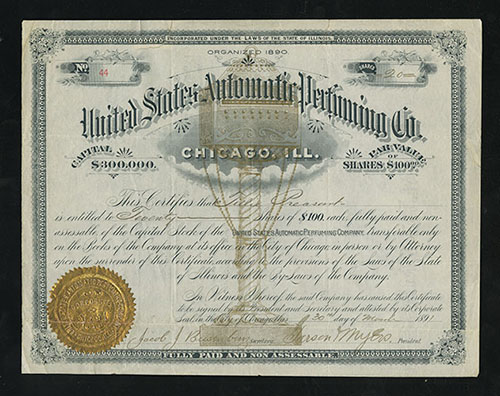 INCORPORATED UNDER THE LAWS OF THE STATE OF ILLINOIS.
ORGANIZED 1890.
No. 44
SHARES
20
United States Automatic Perfuming Co.
CAPITAL $300,000.
CHICAGO, ILL.
PAR VALUE OF SHARES, $100.00
This Certifies that
is entitled to Twenty Shares of $100. each, fully paid and non-
assessable, of the Capital Stock of the UNITED STATES AUTOMATIC PERFUMING COMPANY, transferable only
on the Books of the Company at its office in the City of Chicago in person or by Attorney
upon the surrender of this Certificate, according to the provisions of the Laws of the State
of Illinois and the by-Laws of the Company.
In Witness Whereof, the said Company has caused this Certificate
to be signed by its President and Secretary and attested by its Corporate
Seal, in the City of Chicago, this 30th day of 189
Jacob J. Secretary Myers President
FULLY PAID AND NON ASSESSABLE.